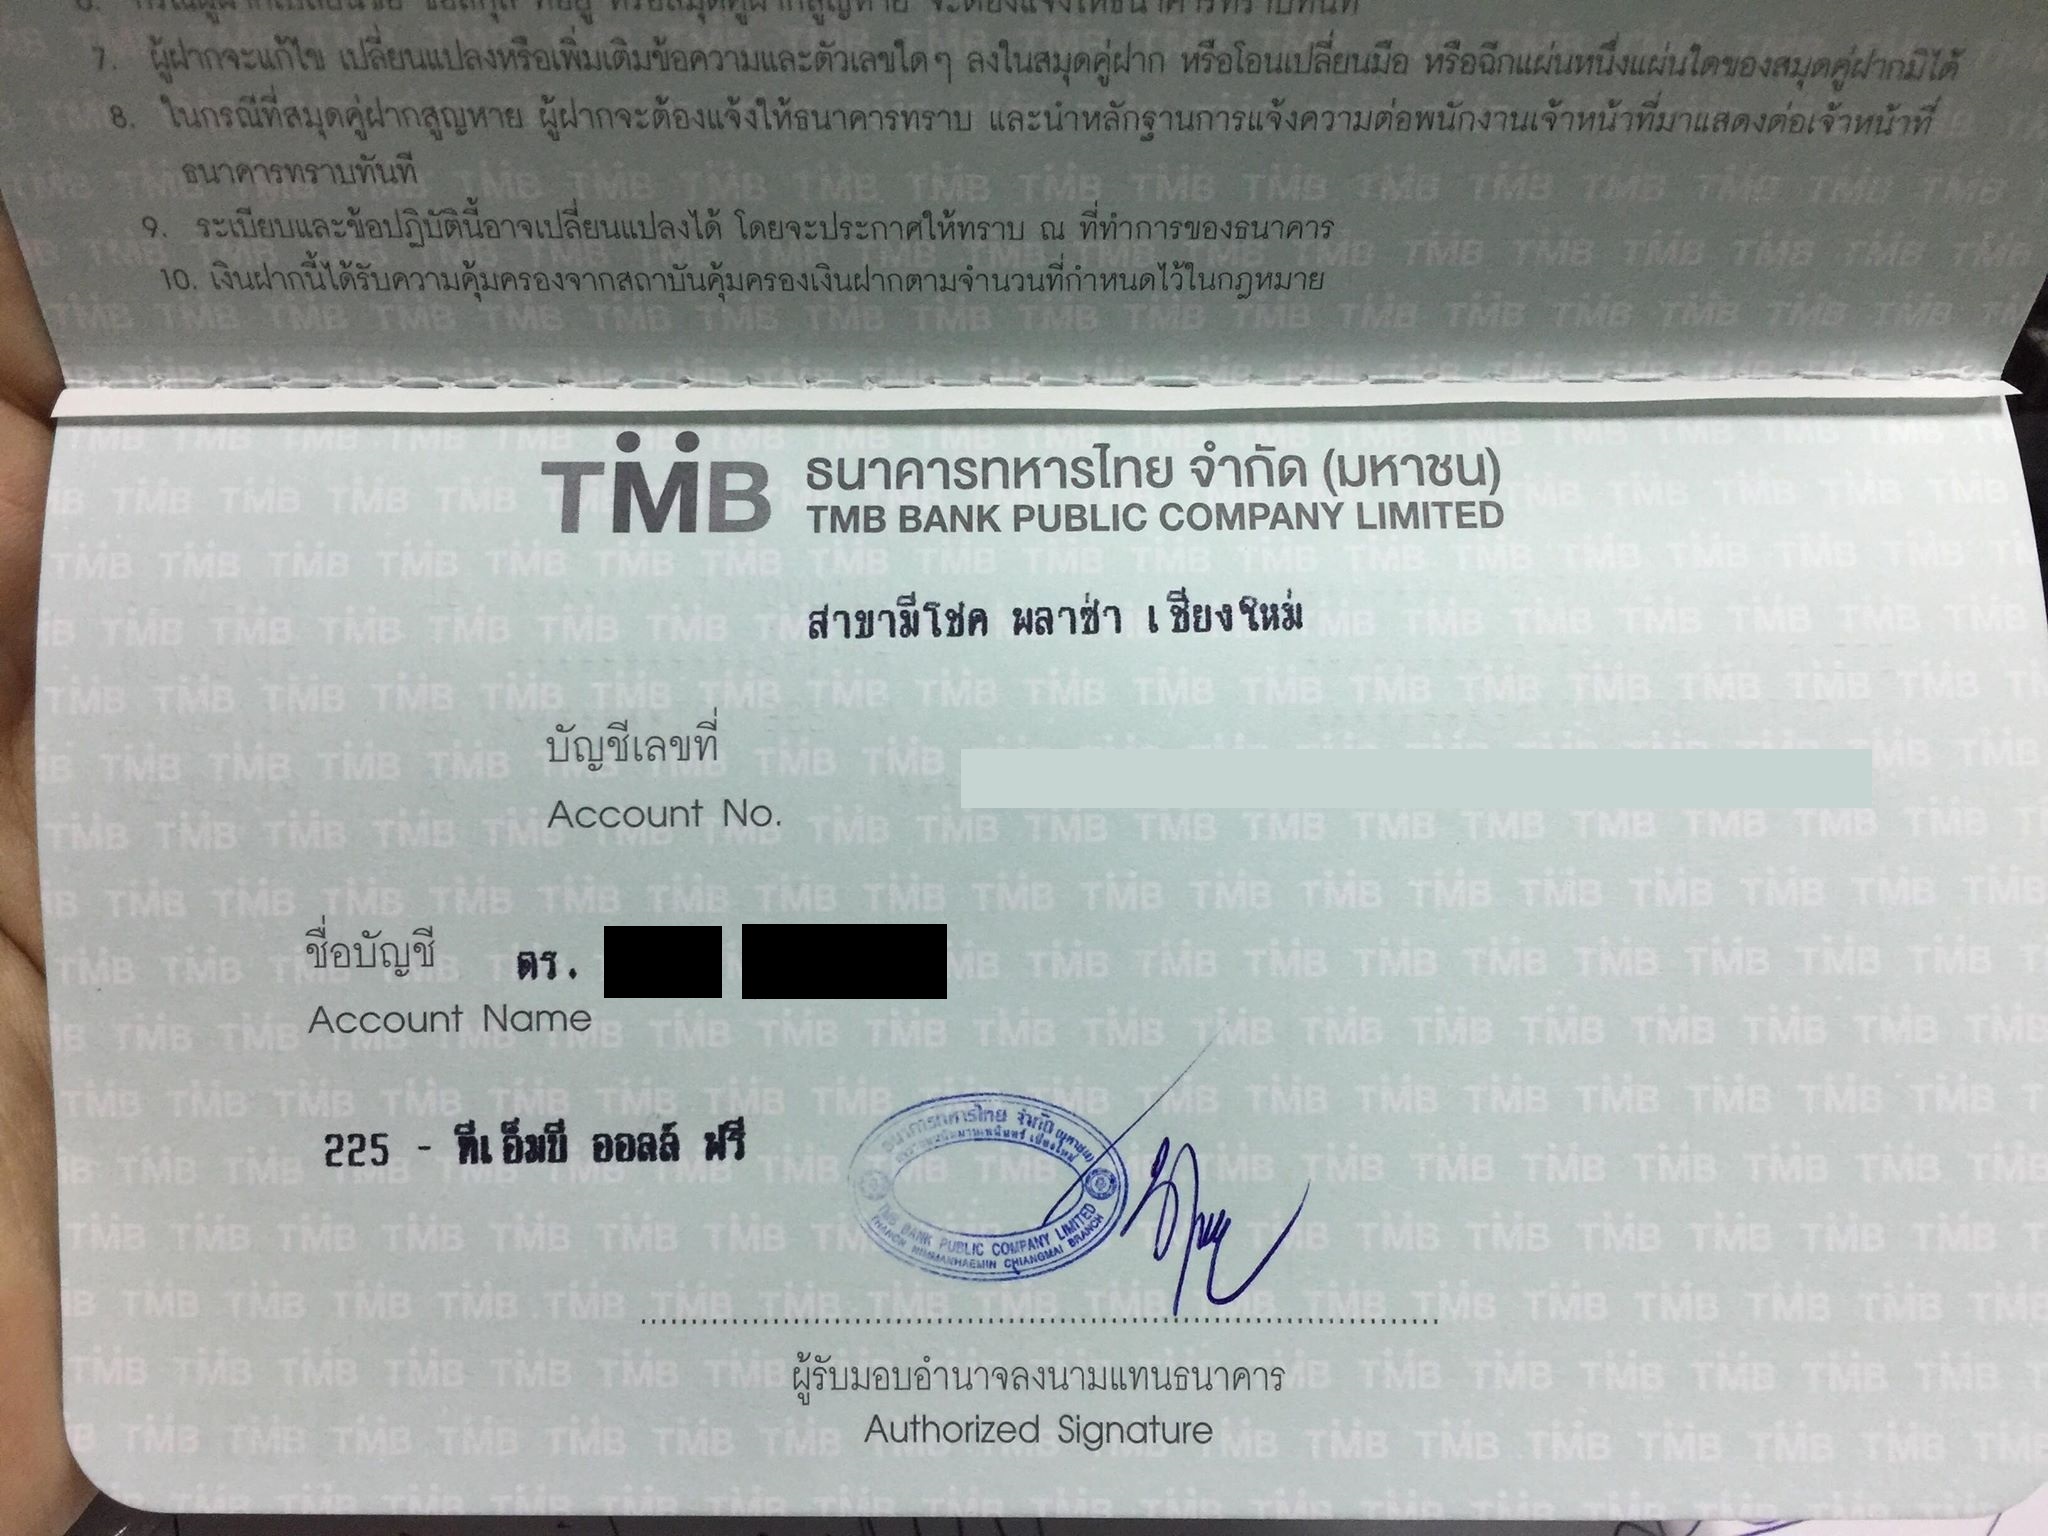 7. ผู้ฝากจะแก้ไข เปลี่ยนแปลงหรือเพิ่มเติมข้อความและตัวเลขใดๆ ลงในสมุดคู่ฝาก หรือโอนเปลี่ยนมือ หรือฉีกแผ่นหนึ่งแผ่นใดของสมุดคู่ฝากมิได้
8. ในกรณีที่สมุดคู่ฝากสูญหาย ผู้ฝากจะต้องแจ้งให้ธนาคารทราบ และนำหลักฐานการแจ้งความต่อพนักงานเจ้าหน้าที่มาแสดงต่อเจ้าหน้าที่
ธนาคารทราบทันที
9. ระเบียบและข้อปฏิบัตินี้อาจเปลี่ยนแปลงได้ โดยจะประกาศให้ทราบ ณ ที่ทำการของธนาคาร
10. เงินฝากนี้ได้รับความคุ้มครองจากสถาบันคุ้มครองเงินฝากตามจำนวนที่กำหนดไว้ในกฎหมาย
TMB ธนาคารทหารไทย จำกัด (มหาชน)
TMB BANK PUBLIC COMPANY LIMITED
สาขามีโชค พลาซ่า เชียงใหม่
บัญชีเลขที่
Account No.
ชื่อบัญชี ดร.
Account Name
225 - ทีเอ็มบี ออลล์ ฟรี
ธนาคารทหารไทย จำกัด (มหาชน)
TMB BANK PUBLIC COMPANY LIMITED
NIMMANHAEMIN CHIANGMAI BRANCH
ผู้รับมอบอำนาจลงนามแทนธนาคาร
Authorized Signature